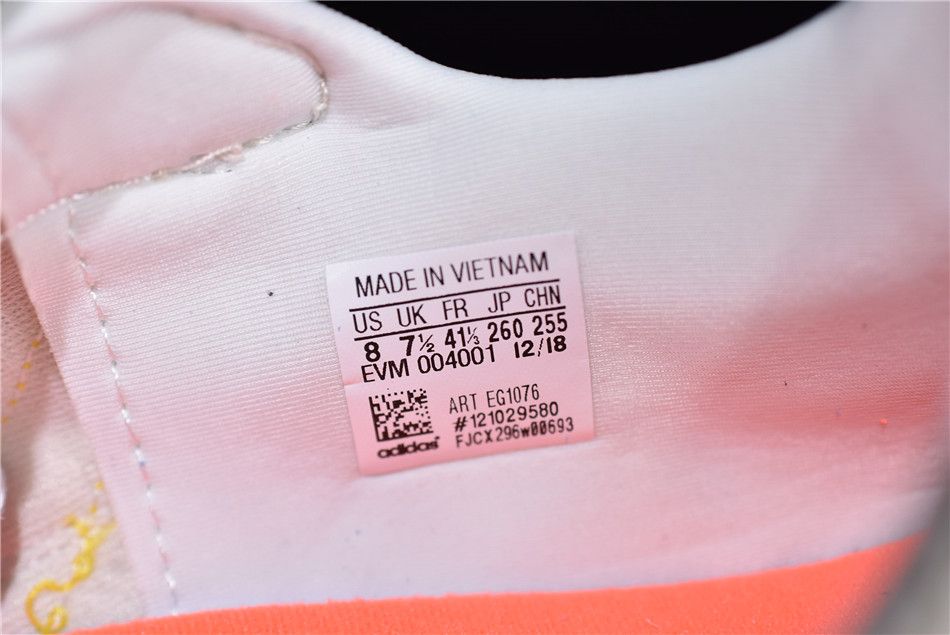 MADE IN VIETNAM
US UK FR JP CHN
8 7½ 41⅓ 260 255
EVM 004001 12/18
ART EG1076
#121029580
FJCX296w00693
adidas